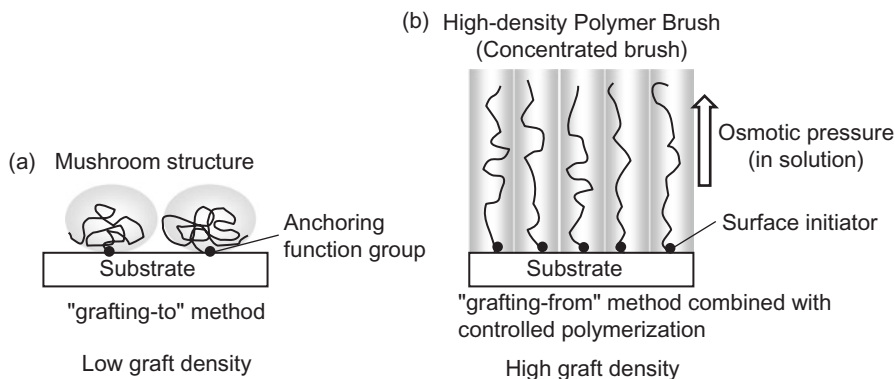 (a) Mushroom structure
Anchoring
function group
Substrate
"grafting-to" method
Low graft density
(b) High-density Polymer Brush
(Concentrated brush)
Osmotic pressure
(in solution)
Surface initiator
Substrate
"grafting-from" method combined with
controlled polymerization
High graft density